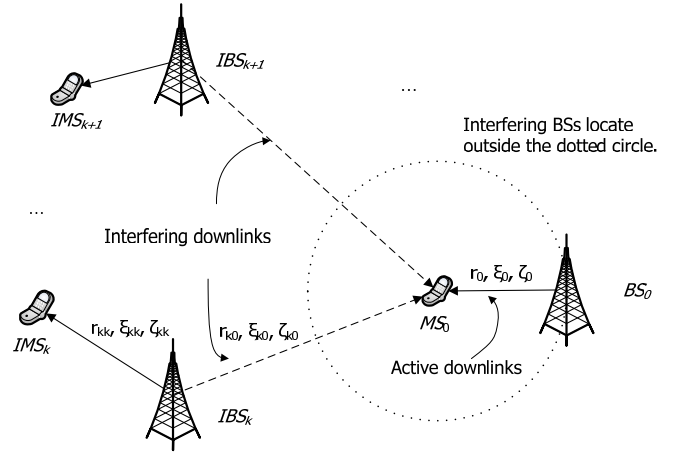 IBSk+1
IMSk+1
...
Interfering BSs locate
outside the dotted circle.
...
Interfering downlinks
r0, ξ0, ζ0
BS0
MS0
IMSk
rkk, ξkk, ζkk
rk0, ξk0, ζk0
Active downlinks
IBSk